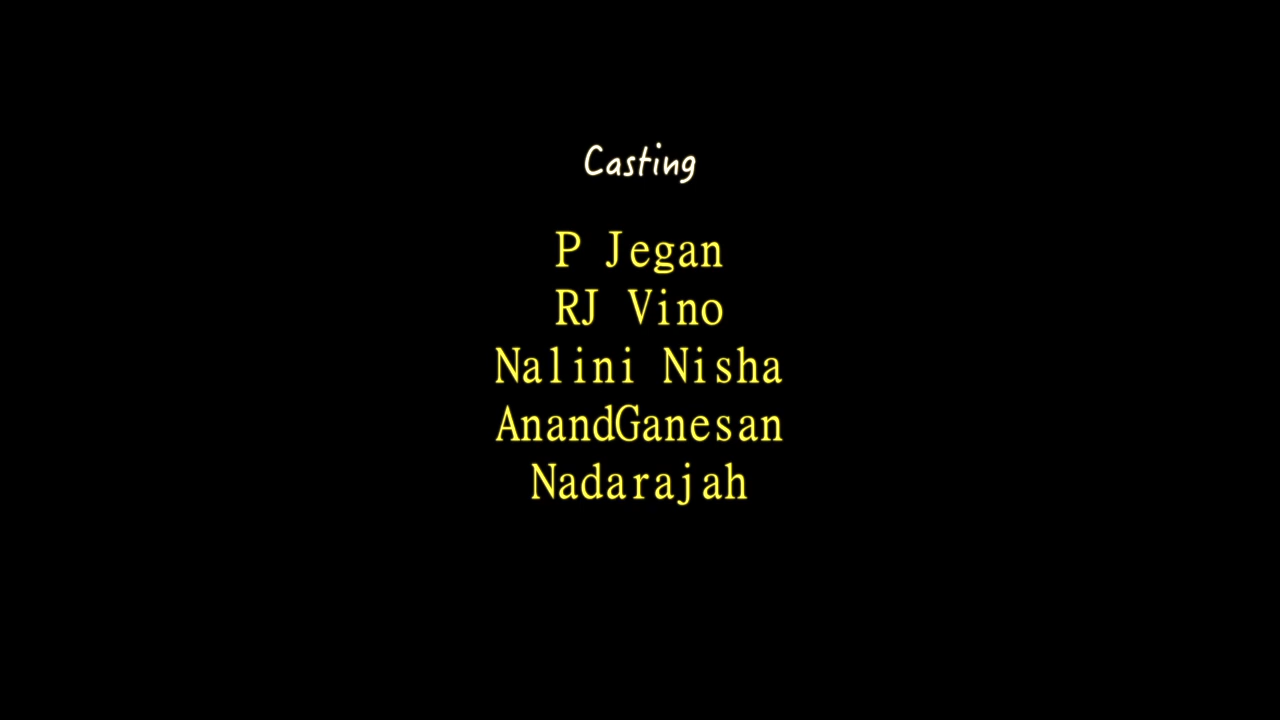 Casting
P Jegan
RJ Vino
Nalini Nisha
AnandGanesan
Nadarajah